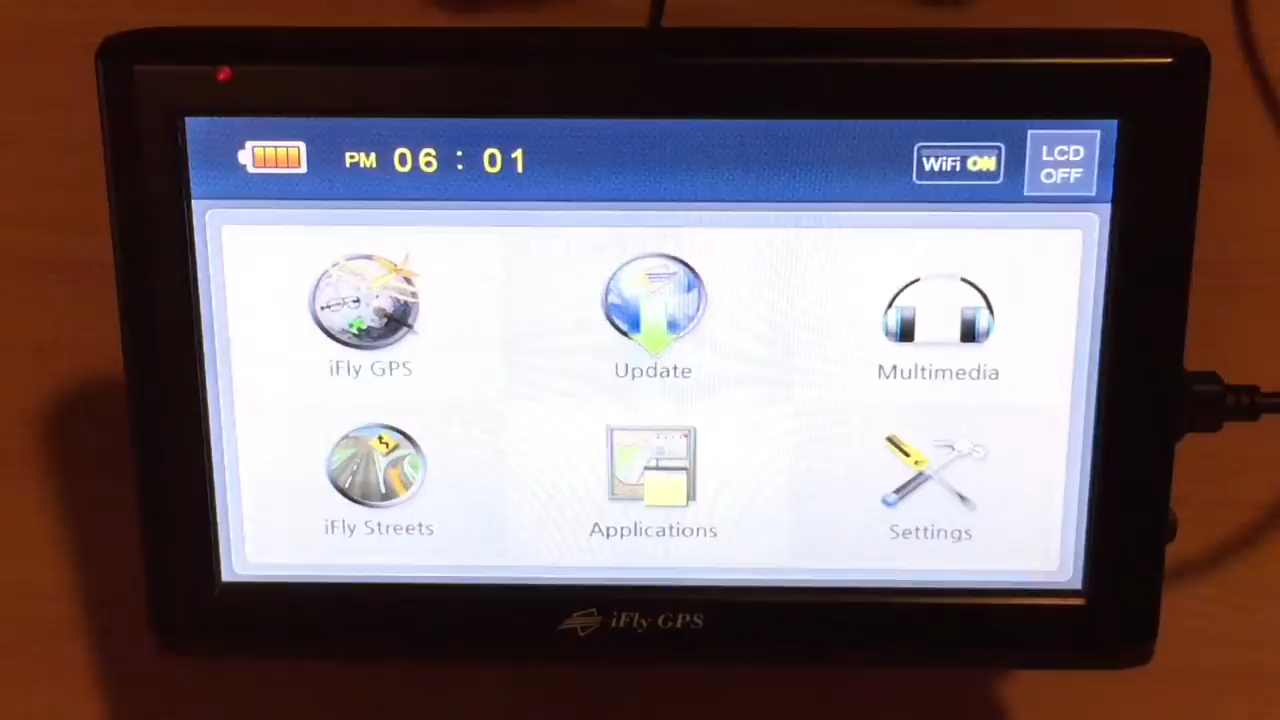 PM 06 : 01
WiFi ON
LCD
OFF
iFly GPS
Update
Multimedia
iFly Streets
Applications
Settings
iFly GPS